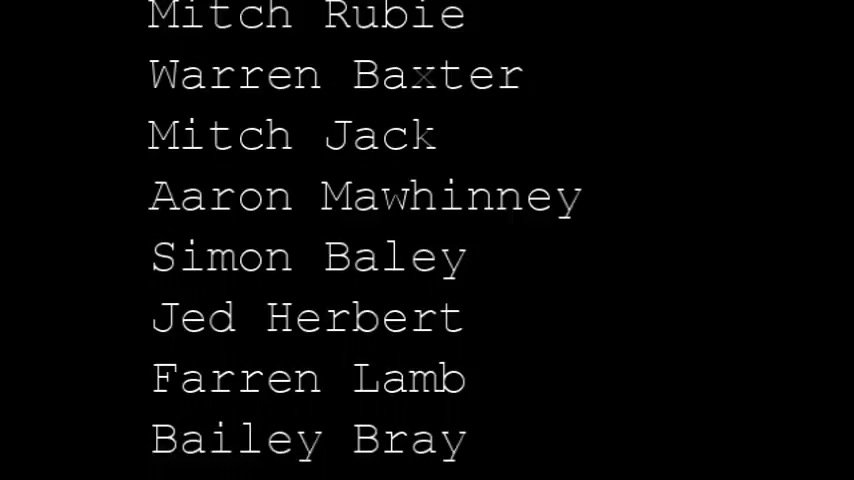 Mitch Rubie
Warren Baxter
Mitch Jack
Aaron Mawhinney
Simon Baley
Jed Herbert
Farren Lamb
Bailey Bray